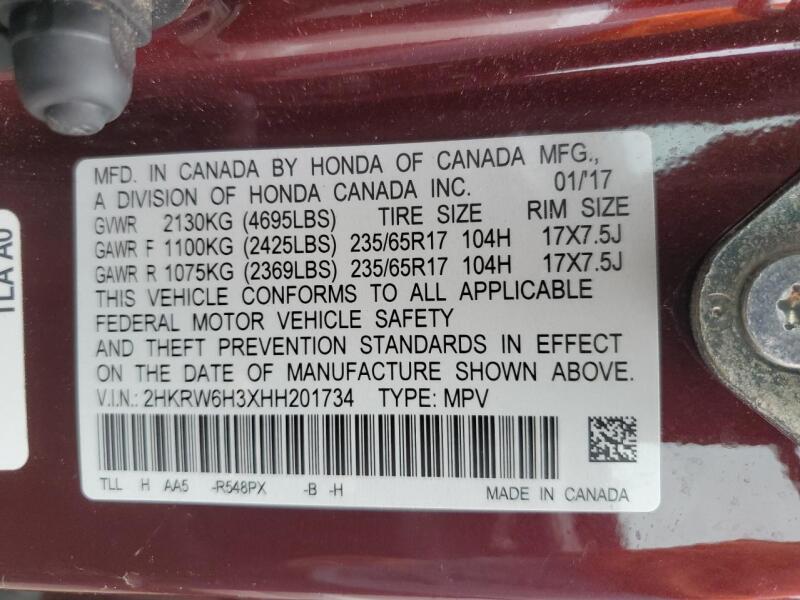 MFD. IN CANADA BY HONDA OF CANADA MFG.,
A DIVISION OF HONDA CANADA INC. 01/'17
GVWR 2130KG (4695LBS) TIRE SIZE RIM SIZE
GAWR F 1100KG (2425LBS) 235/65R17 104H 17X7.5J
GAWR R 1075KG (2369LBS) 235/65R17 104H 17X7.5J
THIS VEHICLE CONFORMS TO ALL APPLICABLE
FEDERAL MOTOR VEHICLE SAFETY
AND THEFT PREVENTION STANDARDS IN EFFECT
ON THE DATE OF MANUFACTURE SHOWN ABOVE.
V.I.N.: 2HKRW6H3XHH201734 TYPE: MPV
TLL H AA5 -R548PX -B -H MADE IN CANADA
TLA A0